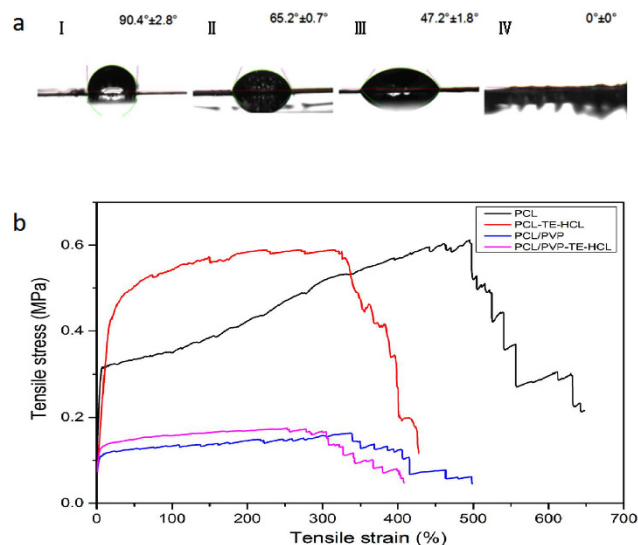 a
I 90.4°±2.8° II 65.2°±0.7° III 47.2°±1.8° IV 0°±0°
b
PCL
PCL-TE-HCL
PCL/PVP
PCL/PVP-TE-HCL
Tensile stress (MPa)
0.6
0.4
0.2
0.0
0 100 200 300 400 500 600 700
Tensile strain (%)